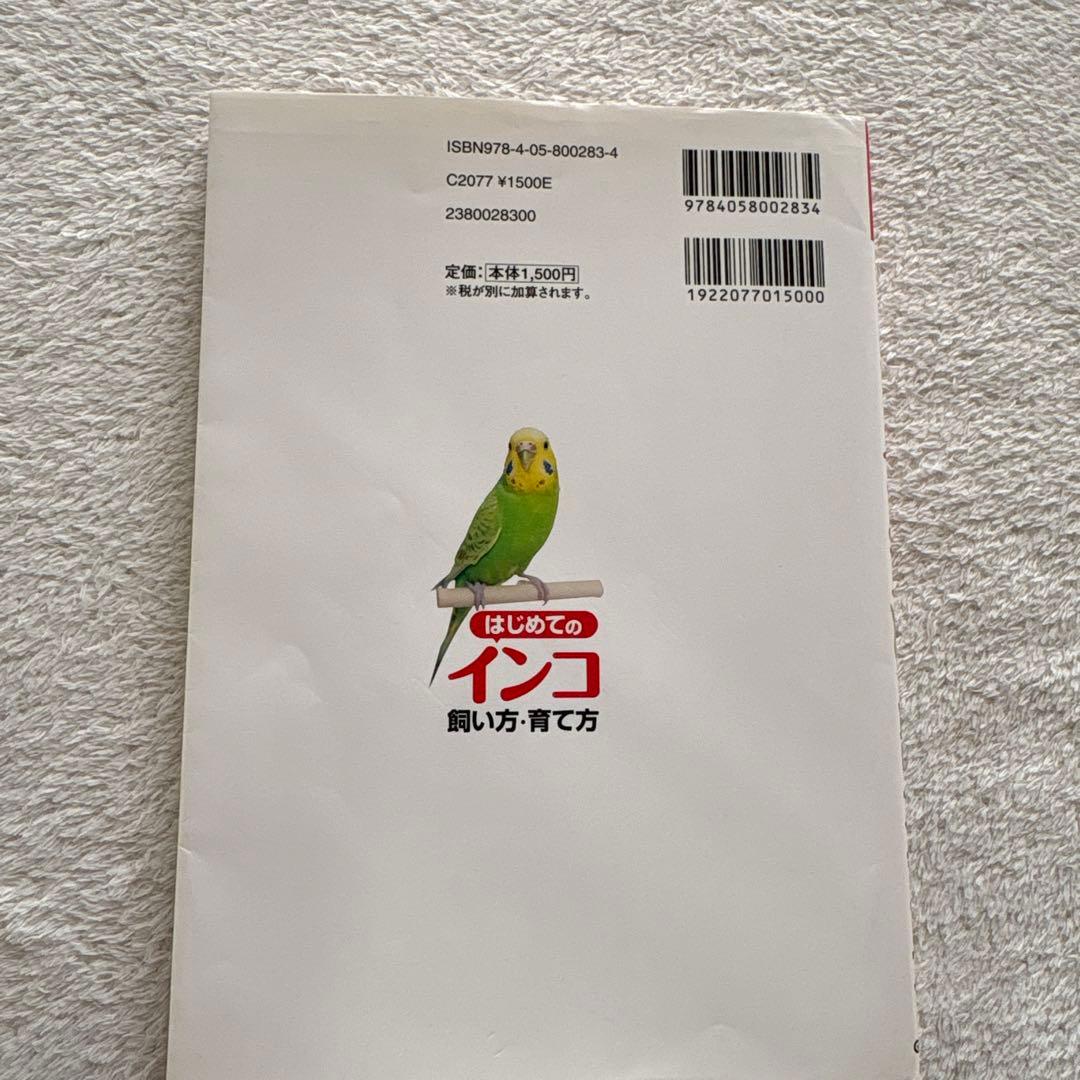 ISBN978-4-05-800283-4
C2077 ¥1500E
2380028300
定価：本体1,500円
※税が別に加算されます。
9784058002834
1922077015000
はじめての
インコ
飼い方・育て方